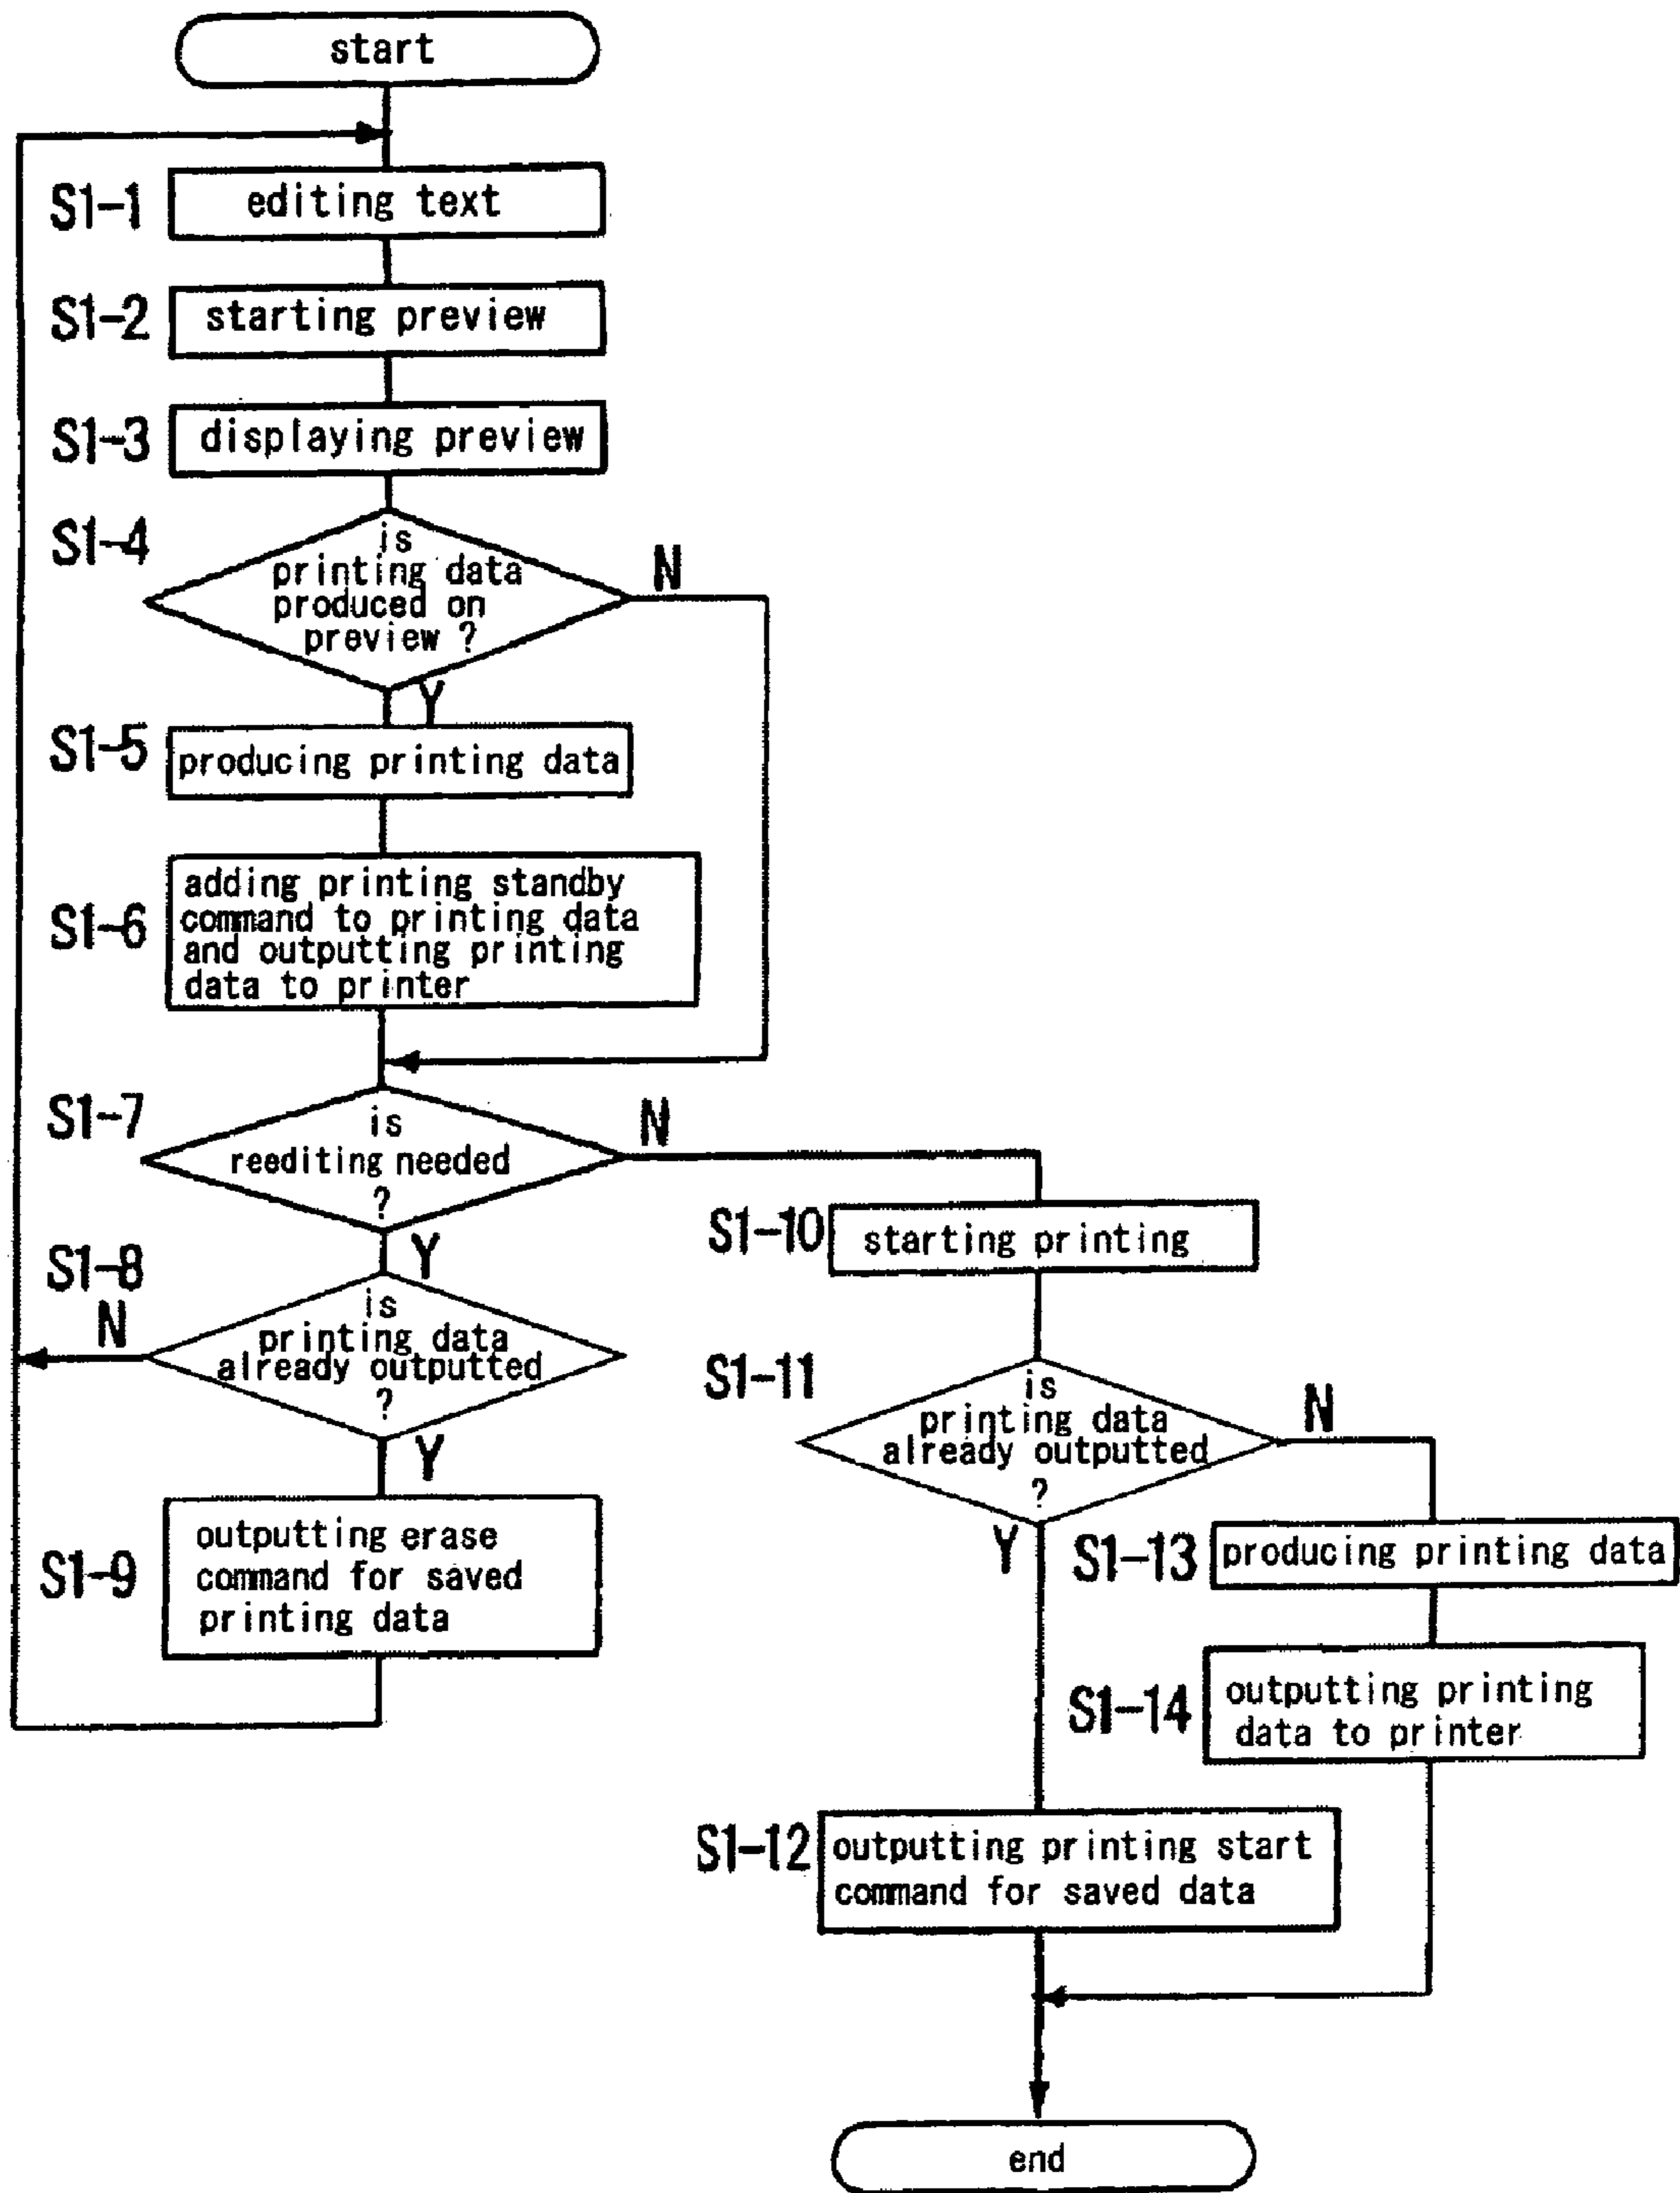 start
S1-1
editing text
S1-2
starting preview
S1-3
displaying preview
S1-4
is
printing data
produced on
preview ?
N
Y
S1-5
producing printing data
S1-6
adding printing standby
command to printing data
and outputting printing
data to printer
S1-7
is
reediting needed
?
N
Y
S1-8
is
printing data
already outputted
?
N
Y
S1-9
outputting erase
command for saved
printing data
S1-10
starting printing
S1-11
is
printing data
already outputted
?
N
Y
S1-13
producing printing data
S1-14
outputting printing
data to printer
S1-12
outputting printing start
command for saved data
end